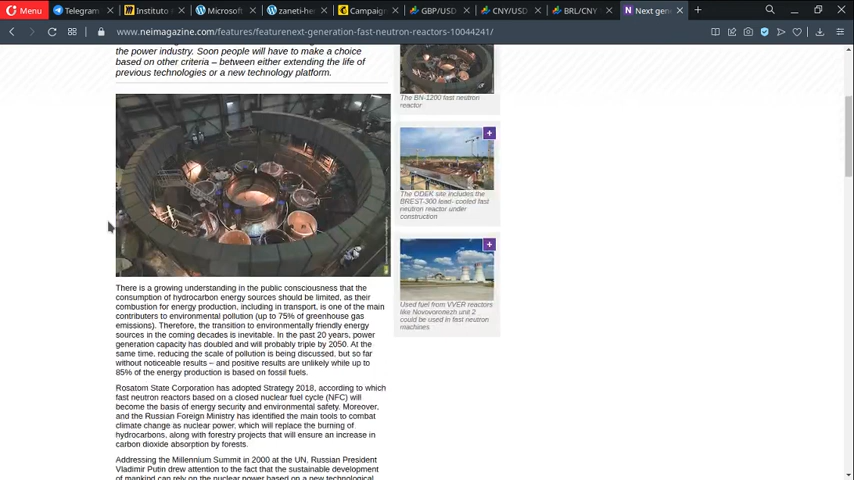 Menu
Telegram
Instituto
Microsoft
zaneti-he
Campaign
GBP/USD
CNY/USD
BRL/CNY
Next gen
www.neimagazine.com/features/featurenext-generation-fast-neutron-reactors-10044241/
the power industry. Soon people will have to make a choice
based on other criteria – between either extending the life of
previous technologies or a new technology platform.
The BN-1200 fast neutron
reactor
The ODEK site includes the
BREST-300 lead- cooled fast
neutron reactor under
construction
Used fuel from VVER reactors
like Novovoronezh unit 2
could be used in fast neutron
machines
There is a growing understanding in the public consciousness that the
consumption of hydrocarbon energy sources should be limited, as their
combustion for energy production, including in transport, is one of the main
contributors to environmental pollution (up to 75% of greenhouse gas
emissions). Therefore, the transition to environmentally friendly energy
sources in the coming decades is inevitable. In the past 20 years, power
generation capacity has doubled and will probably triple by 2050. At the
same time, reducing the scale of pollution is being discussed, but so far
without noticeable results – and positive results are unlikely while up to
85% of the energy production is based on fossil fuels.
Rosatom State Corporation has adopted Strategy 2018, according to which
fast neutron reactors based on a closed nuclear fuel cycle (NFC) will
become the basis of energy security and environmental safety. Moreover,
and the Russian Foreign Ministry has identified the main tools to combat
climate change as nuclear power, which will replace the burning of
hydrocarbons, along with forestry projects that will ensure an increase in
carbon dioxide absorption by forests.
Addressing the Millennium Summit in 2000 at the UN, Russian President
Vladimir Putin drew attention to the fact that the sustainable development
of mankind can rely on the nuclear power based on a new technological